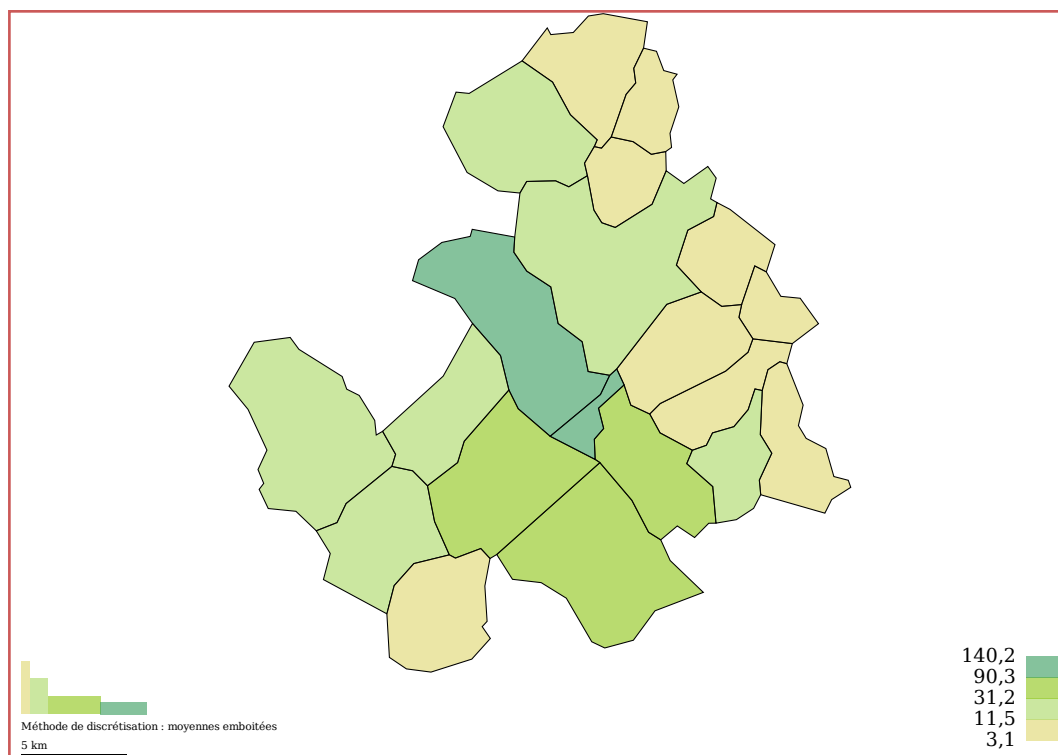 140,2
90,3
31,2
11,5
3,1
Méthode de discrétisation : moyennes emboitées
5 km